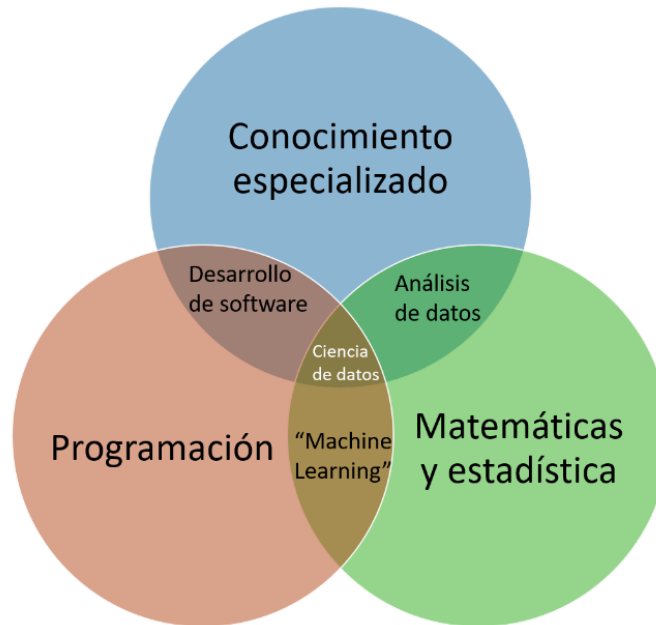 Conocimiento
especializado
Desarrollo
de software
Análisis
de datos
Ciencia
de datos
Programación
“Machine
Learning”
Matemáticas
y estadística